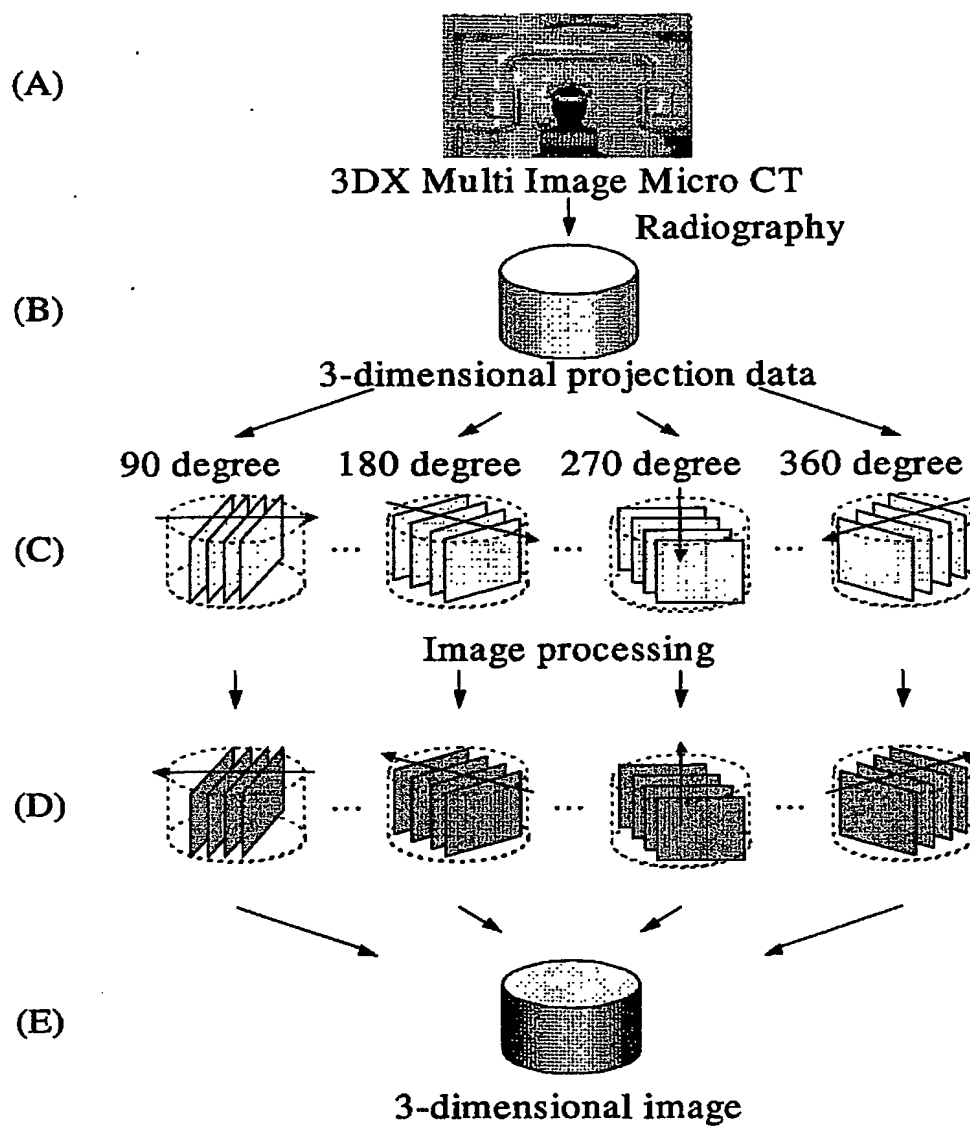 (A)
3DX Multi Image Micro CT
Radiography
(B)
3-dimensional projection data
90 degree 180 degree 270 degree 360 degree
(C)
... ... ...
Image processing
(D)
... ... ...
(E)
3-dimensional image